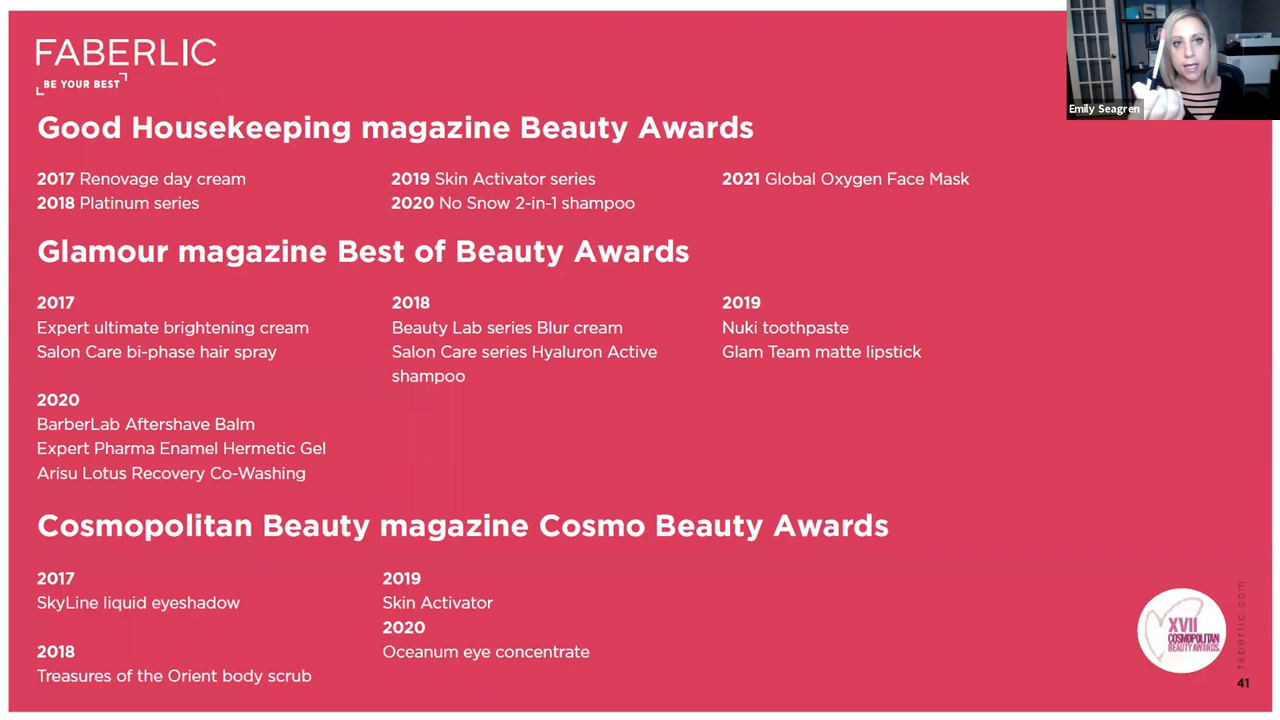 FABERLIC
BE YOUR BEST
Emily Seagren
Good Housekeeping magazine Beauty Awards
2017 Renovage day cream
2018 Platinum series
2019 Skin Activator series
2020 No Snow 2-in-1 shampoo
2021 Global Oxygen Face Mask
Glamour magazine Best of Beauty Awards
2017
Expert ultimate brightening cream
Salon Care bi-phase hair spray
2018
Beauty Lab series Blur cream
Salon Care series Hyaluron Active
shampoo
2019
Nuki toothpaste
Glam Team matte lipstick
2020
BarberLab Aftershave Balm
Expert Pharma Enamel Hermetic Gel
Arisu Lotus Recovery Co-Washing
Cosmopolitan Beauty magazine Cosmo Beauty Awards
2017
SkyLine liquid eyeshadow
2018
Treasures of the Orient body scrub
2019
Skin Activator
2020
Oceanum eye concentrate
XVII
COSMOPOLITAN
BEAUTY AWARDS
faberlic.com
41